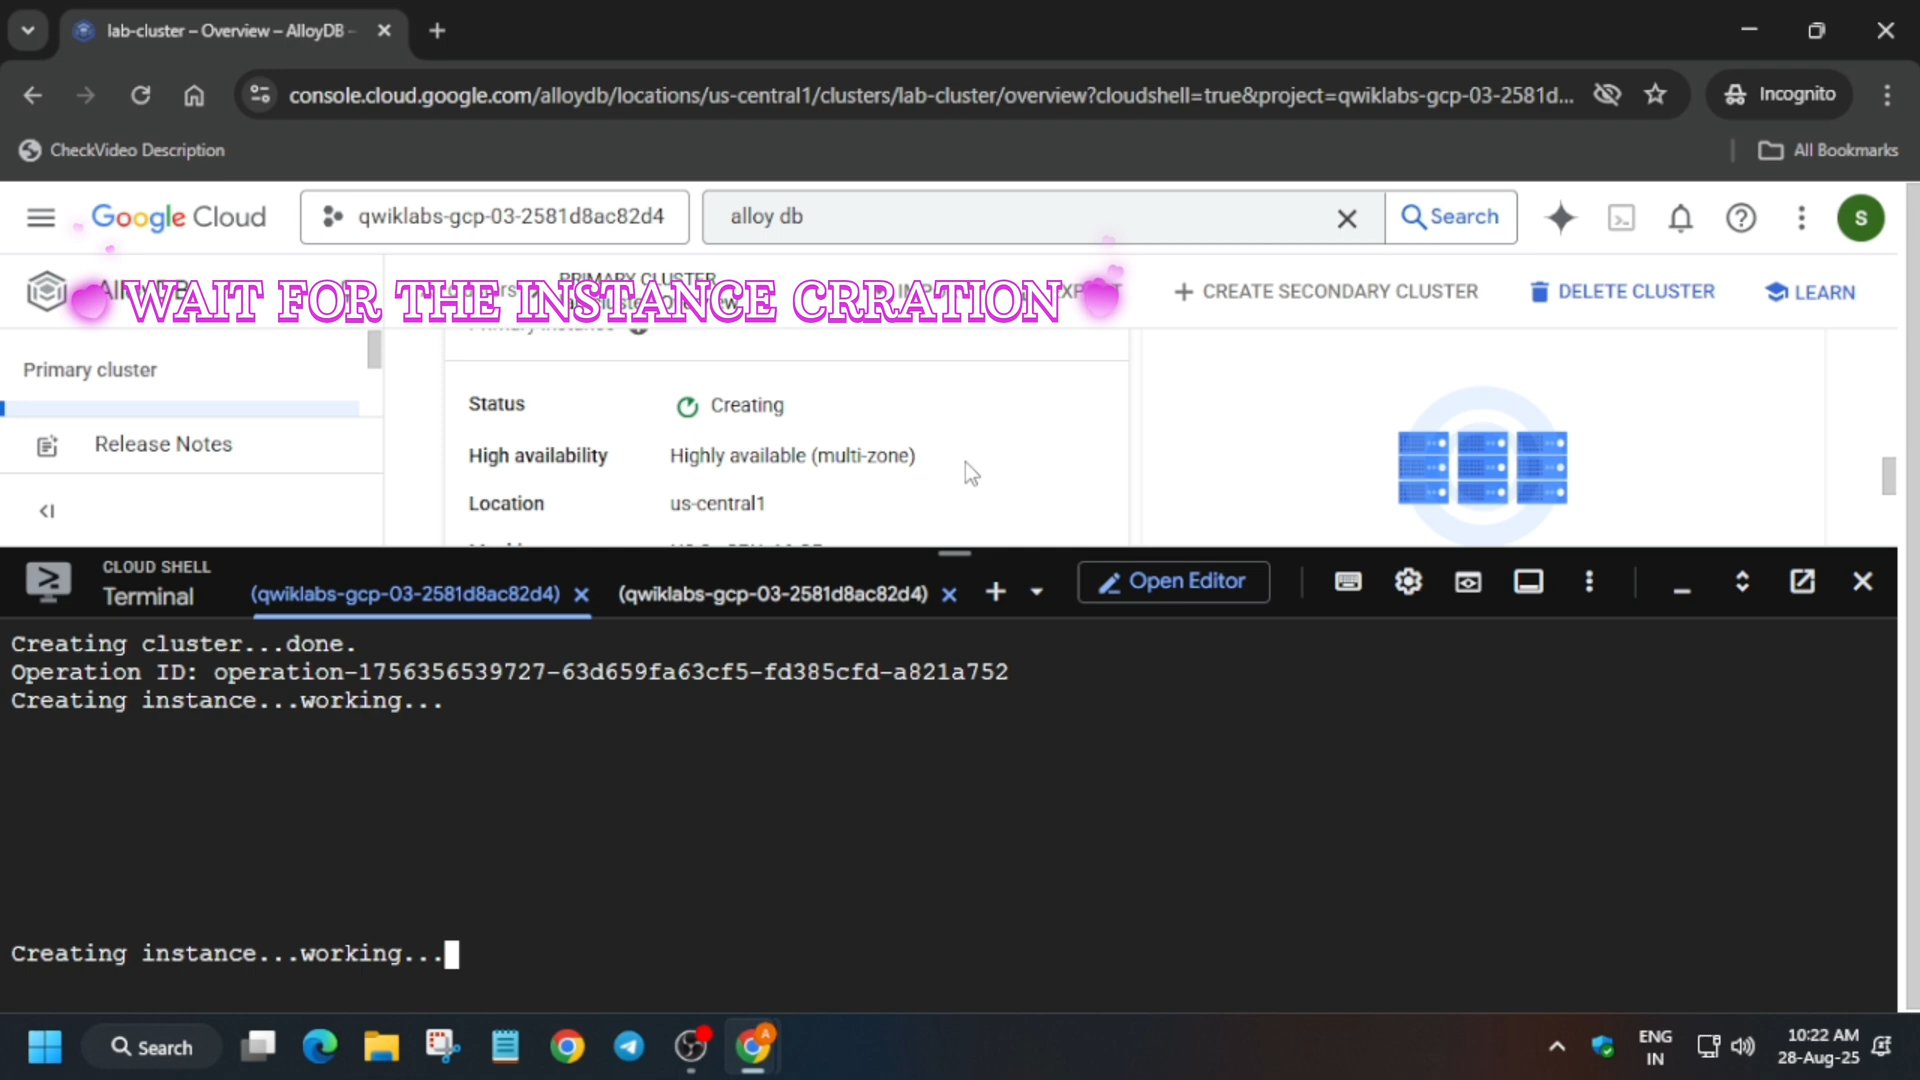 lab-cluster – Overview – AlloyDB -
console.cloud.google.com/alloydb/locations/us-central1/clusters/lab-cluster/overview?cloudshell=true&project=qwiklabs-gcp-03-2581d...
Incognito
CheckVideo Description
All Bookmarks
Google Cloud
qwiklabs-gcp-03-2581d8ac82d4
alloy db
Search
S
PRIMARY CLUSTER
WAIT FOR THE INSTANCE CRRATION
CREATE SECONDARY CLUSTER
DELETE CLUSTER
LEARN
Primary cluster
Release Notes
Primary instance
Status
Creating
High availability
Highly available (multi-zone)
Location
us-central1
CLOUD SHELL
Terminal
(qwiklabs-gcp-03-2581d8ac82d4)
(qwiklabs-gcp-03-2581d8ac82d4)
Open Editor
Creating cluster...done.
Operation ID: operation-1756356539727-63d659fa63cf5-fd385cfd-a821a752
Creating instance...working...
Creating instance...working...
Search
ENG
IN
10:22 AM
28-Aug-25